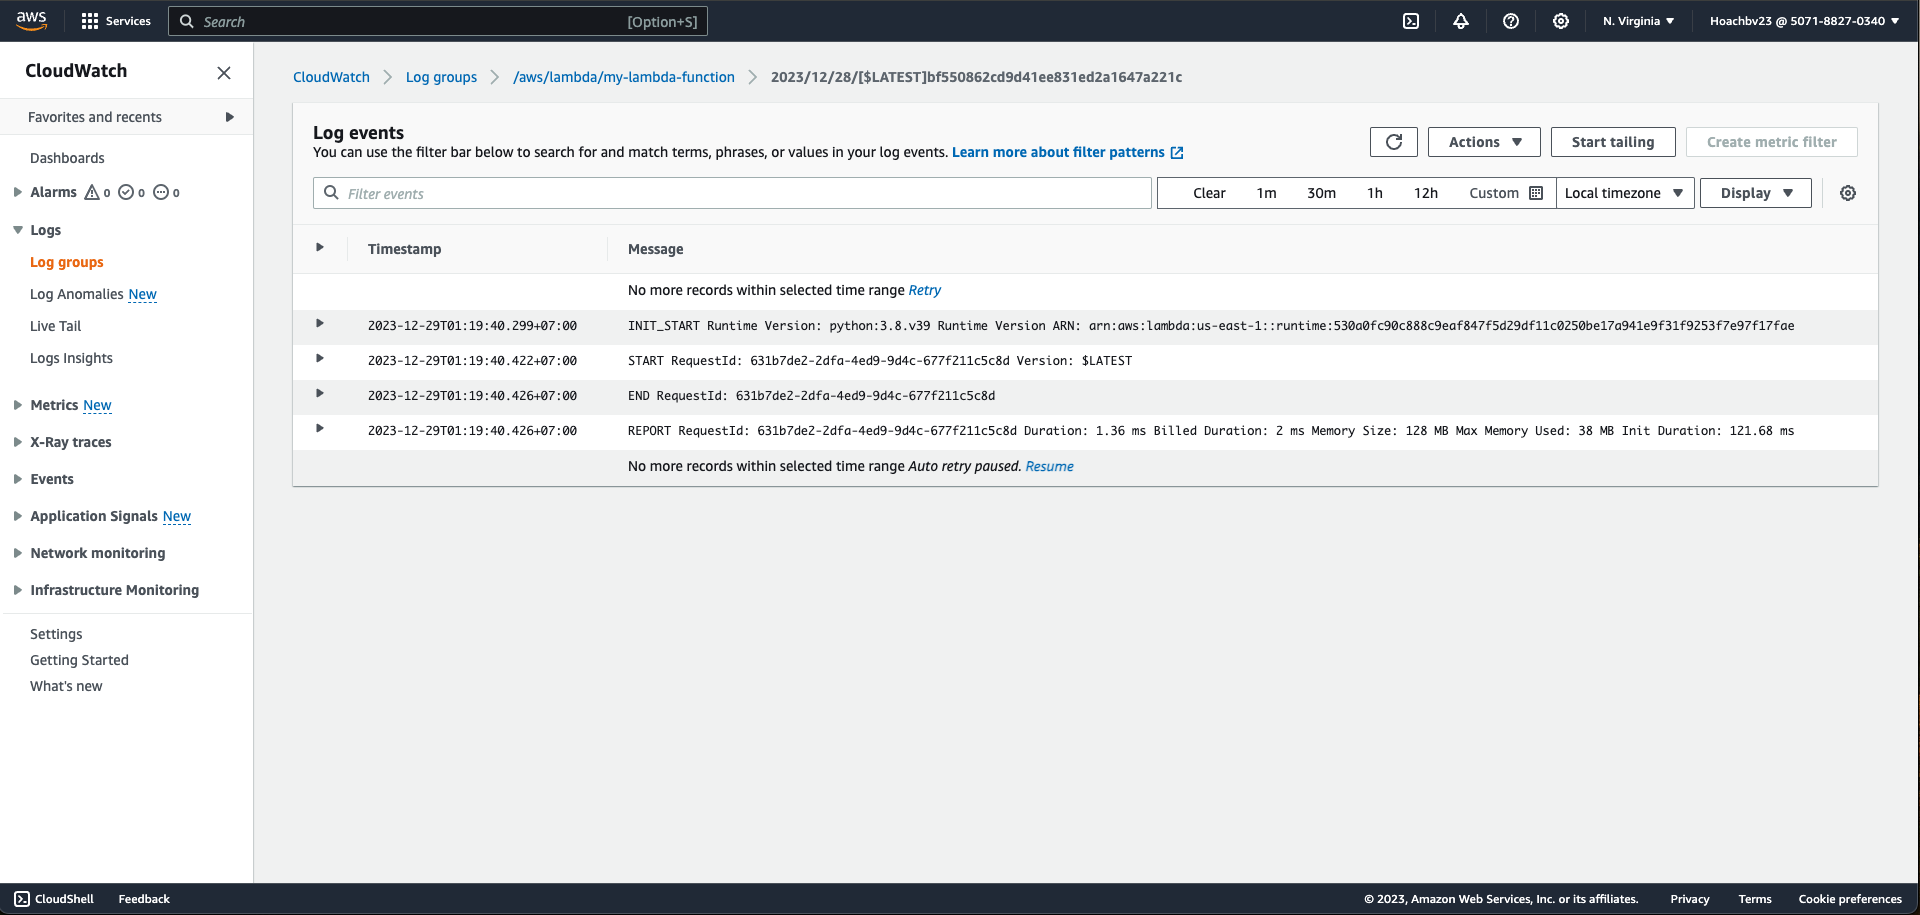 aws Services Search [Option+S] N. Virginia Hoachbv23 @ 5071-8827-0340
CloudWatch
Favorites and recents
Dashboards
Alarms 0 0 0
Logs
Log groups
Log Anomalies New
Live Tail
Logs Insights
Metrics New
X-Ray traces
Events
Application Signals New
Network monitoring
Infrastructure Monitoring
Settings
Getting Started
What's new
CloudWatch Log groups /aws/lambda/my-lambda-function 2023/12/28/[$LATEST]bf550862cd9d41ee831ed2a1647a221c
Log events
You can use the filter bar below to search for and match terms, phrases, or values in your log events. Learn more about filter patterns
Actions Start tailing Create metric filter
Filter events Clear 1m 30m 1h 12h Custom Local timezone Display
Timestamp Message
No more records within selected time range Retry
2023-12-29T01:19:40.299+07:00 INIT_START Runtime Version: python:3.8.v39 Runtime Version ARN: arn:aws:lambda:us-east-1::runtime:530a0fc90c888c9eaf847f5d29df11c0250be17a941e9f31f9253f7e97f17fae
2023-12-29T01:19:40.422+07:00 START RequestId: 631b7de2-2dfa-4ed9-9d4c-677f211c5c8d Version: $LATEST
2023-12-29T01:19:40.426+07:00 END RequestId: 631b7de2-2dfa-4ed9-9d4c-677f211c5c8d
2023-12-29T01:19:40.426+07:00 REPORT RequestId: 631b7de2-2dfa-4ed9-9d4c-677f211c5c8d Duration: 1.36 ms Billed Duration: 2 ms Memory Size: 128 MB Max Memory Used: 38 MB Init Duration: 121.68 ms
No more records within selected time range Auto retry paused. Resume
CloudShell Feedback © 2023, Amazon Web Services, Inc. or its affiliates. Privacy Terms Cookie preferences